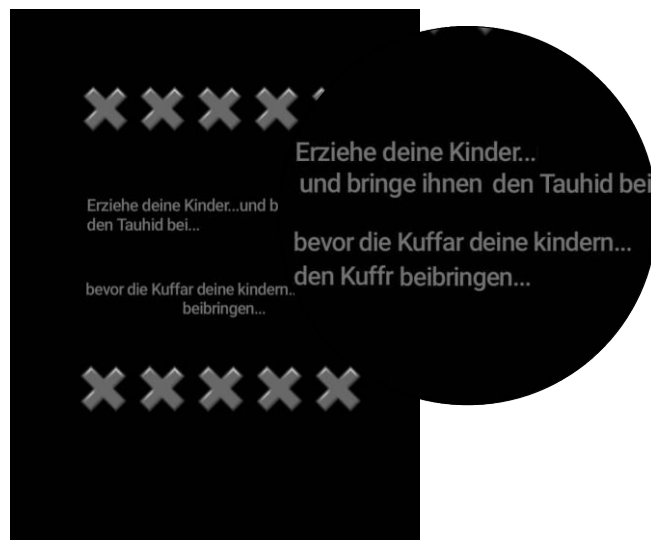 Erziehe deine Kinder...und b
den Tauhid bei...
bevor die Kuffar deine kindern..
beibringen...
Erziehe deine Kinder...
und bringe ihnen den Tauhid bei
bevor die Kuffar deine kindern...
den Kuffr beibringen...